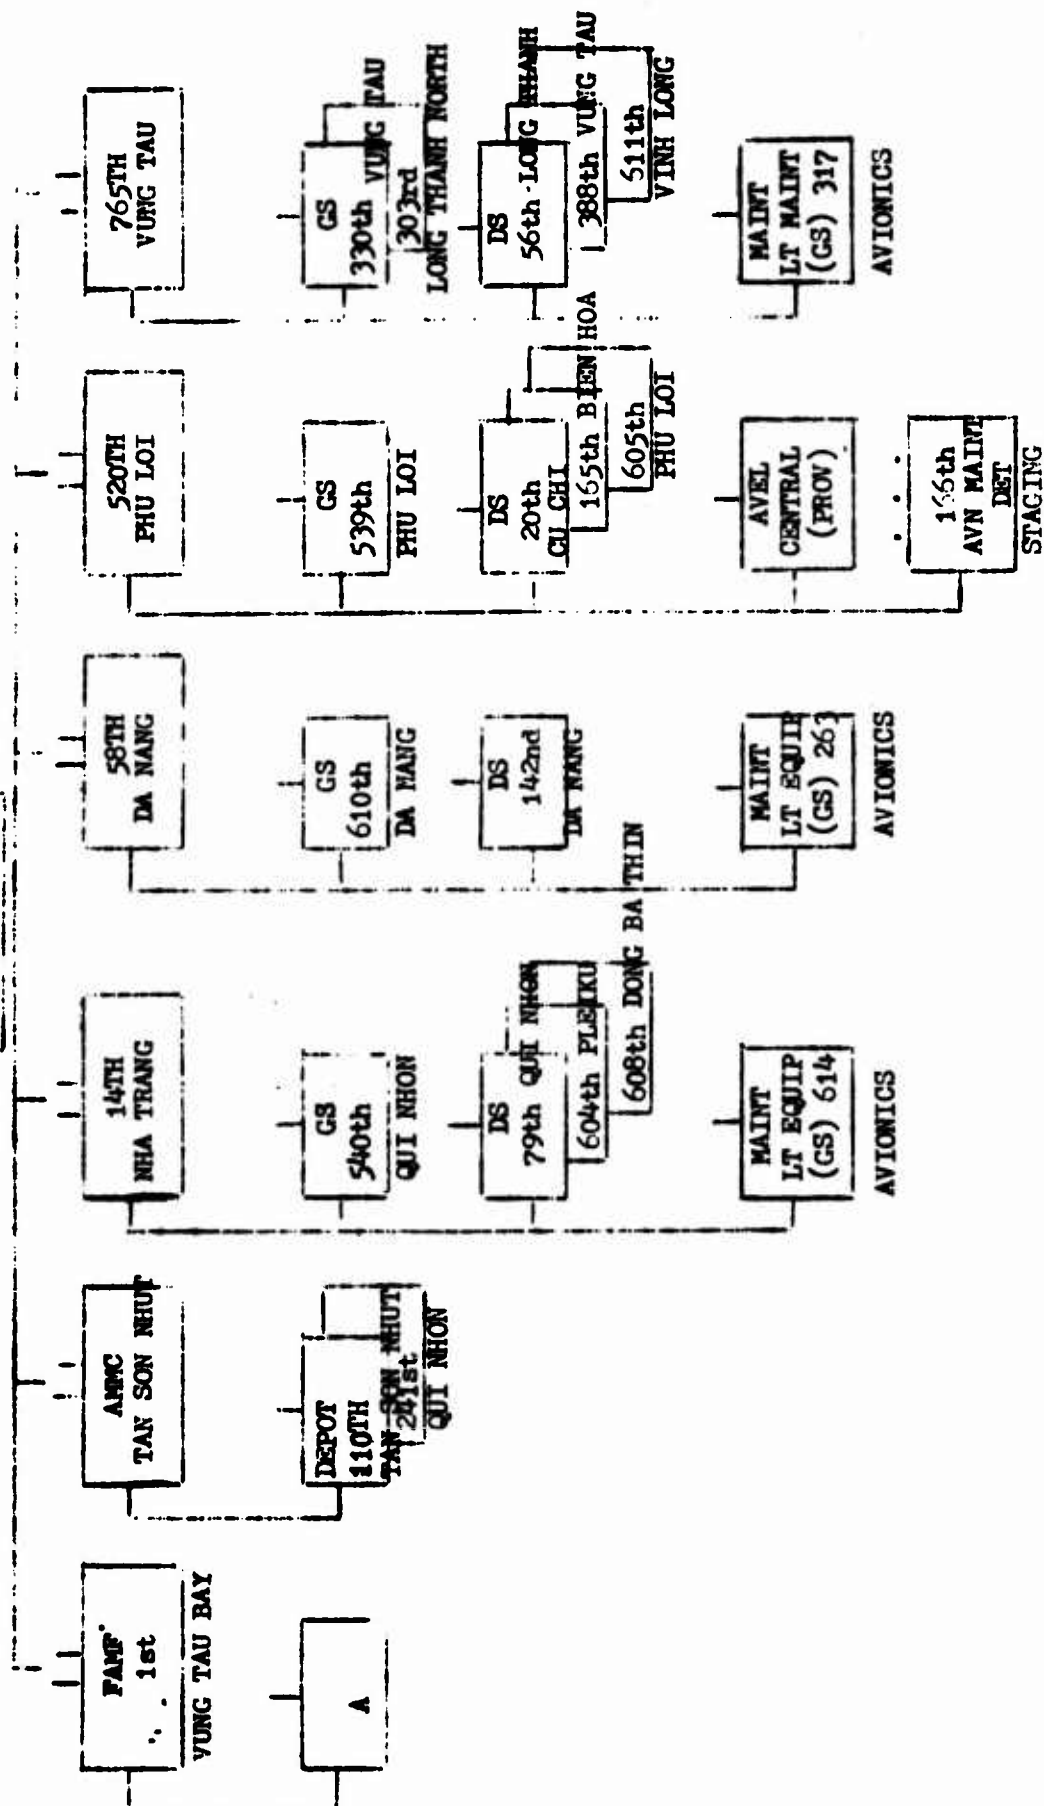 FAMF
1st
VUNG TAU BAY
A
AMMC
TAN SON NHUT
DEPOT
110TH
TAN SON NHUT
241st
QUI NHON
14TH
NHA TRANG
GS
540th
QUI NHON
DS
79th QUI NHON
604th PLEIKU
608th DONG BA THIN
MAINT
LT EQUIP
(GS) 614
AVIONICS
58TH
DA NANG
GS
610th
DA NANG
DS
142nd
DA NANG
MAINT
LT EQUIP
(GS) 263
AVIONICS
520TH
PHU LOI
GS
539th
PHU LOI
DS
20th
CU CHI
165th BIEN HOA
605th
PHU LOI
AVEL
CENTRAL
(PROV)
166th
AVN MAINT
DET
STAGING
765TH
VUNG TAU
GS
330th VUNG TAU
303rd
LONG THANH NORTH
DS
56th LONG THANH
388th VUNG TAU
611th
VINH LONG
MAINT
LT MAINT
(GS) 317
AVIONICS